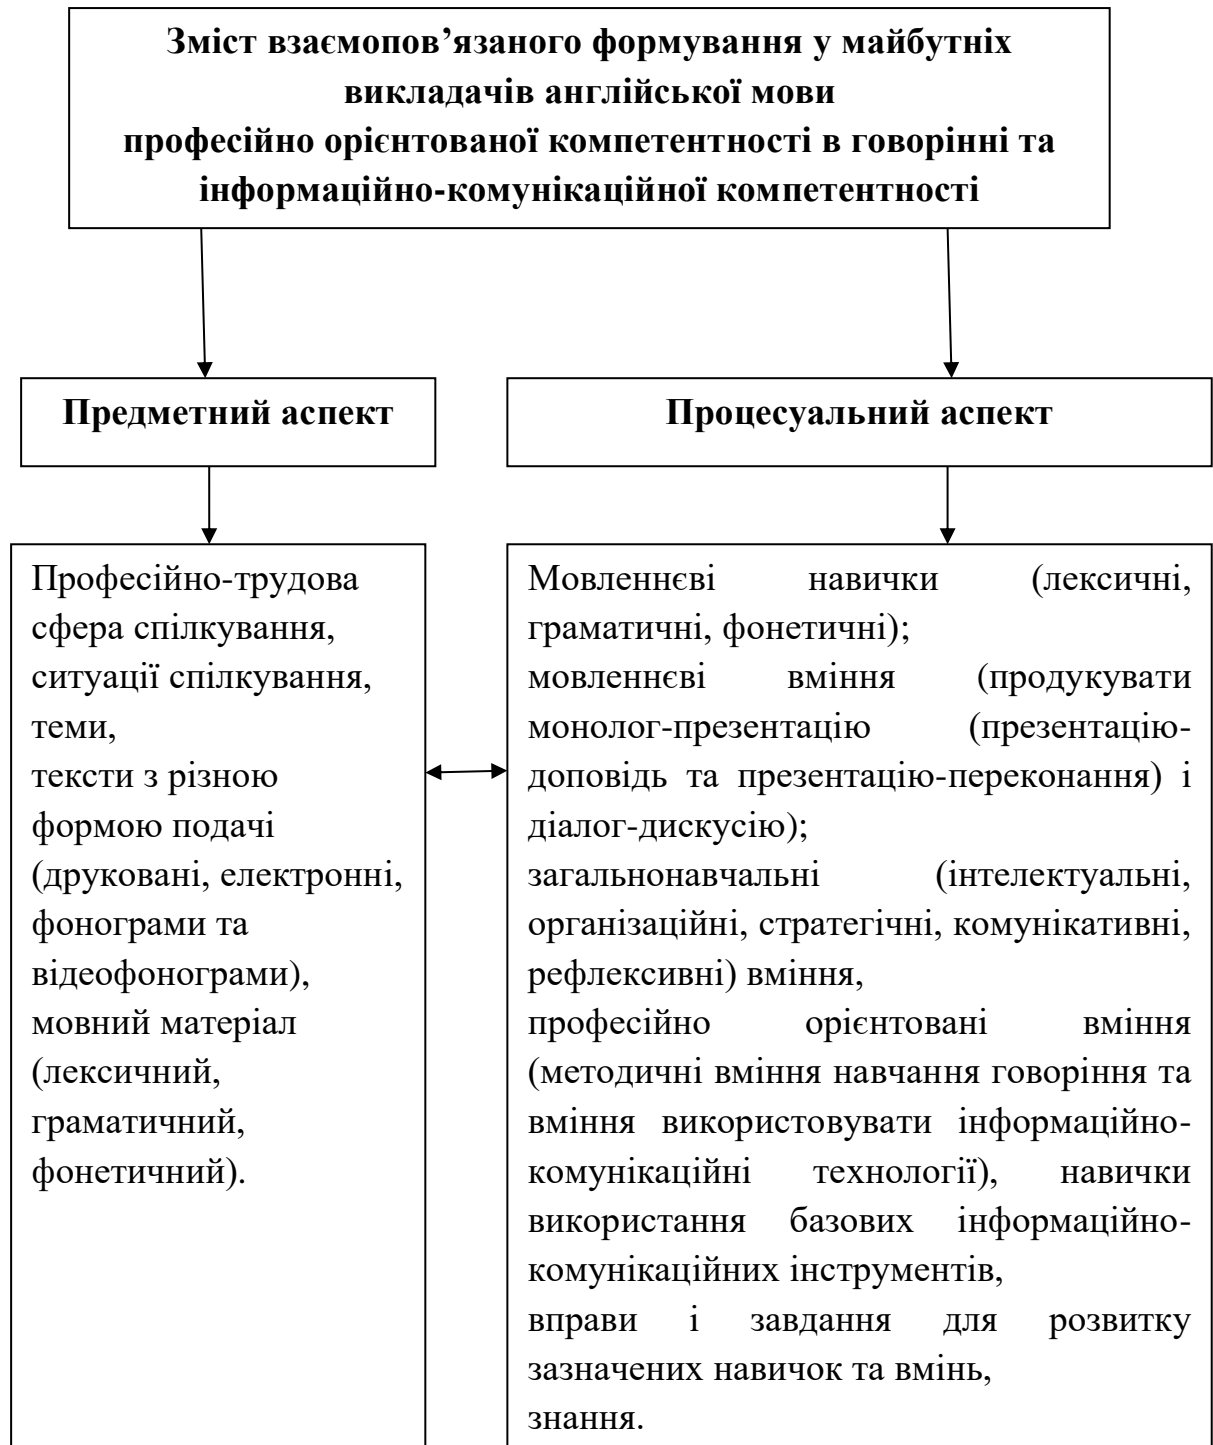 Зміст взаємопов’язаного формування у майбутніх
викладачів англійської мови
професійно орієнтованої компетентності в говорінні та
інформаційно-комунікаційної компетентності
Предметний аспект
Процесуальний аспект
Професійно-трудова
сфера спілкування,
ситуації спілкування,
теми,
тексти з різною
формою подачі
(друковані, електронні,
фонограми та
відеофонограми),
мовний матеріал
(лексичний,
граматичний,
фонетичний).
Мовленнєві навички (лексичні,
граматичні, фонетичні);
мовленнєві вміння (продукувати
монолог-презентацію (презентацію-
доповідь та презентацію-переконання) і
діалог-дискусію);
загальнонавчальні (інтелектуальні,
організаційні, стратегічні, комунікативні,
рефлексивні) вміння,
професійно орієнтовані вміння
(методичні вміння навчання говоріння та
вміння використовувати інформаційно-
комунікаційні технології), навички
використання базових інформаційно-
комунікаційних інструментів,
вправи і завдання для розвитку
зазначених навичок та вмінь,
знання.